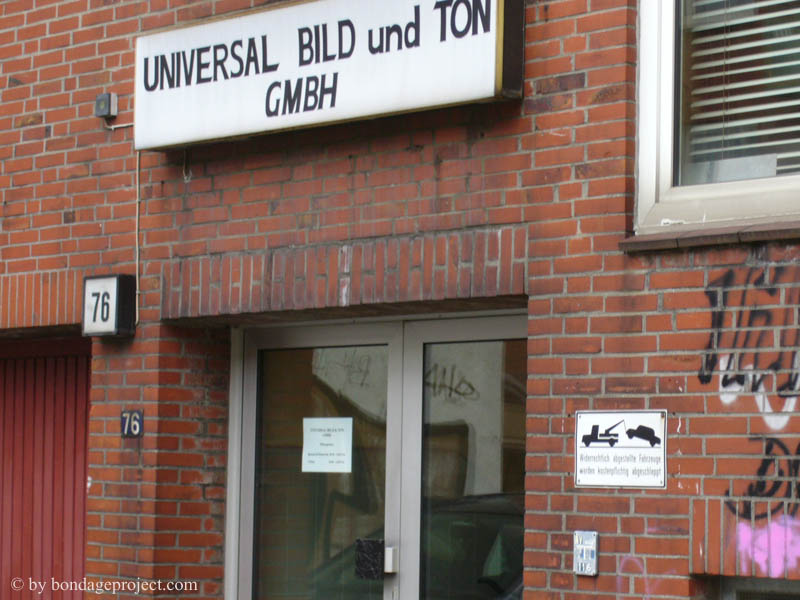 UNIVERSAL BILD und TON
GMBH
76
76
Widerrechtlich abgestellte Fahrzeuge
werden kostenpflichtig abgeschleppt
© by bondageproject.com